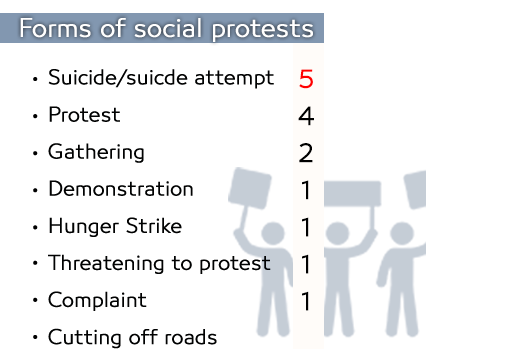 Forms of social protests
• Suicide/suicde attempt 5
• Protest 4
• Gathering 2
• Demonstration 1
• Hunger Strike 1
• Threatening to protest 1
• Complaint 1
• Cutting off roads